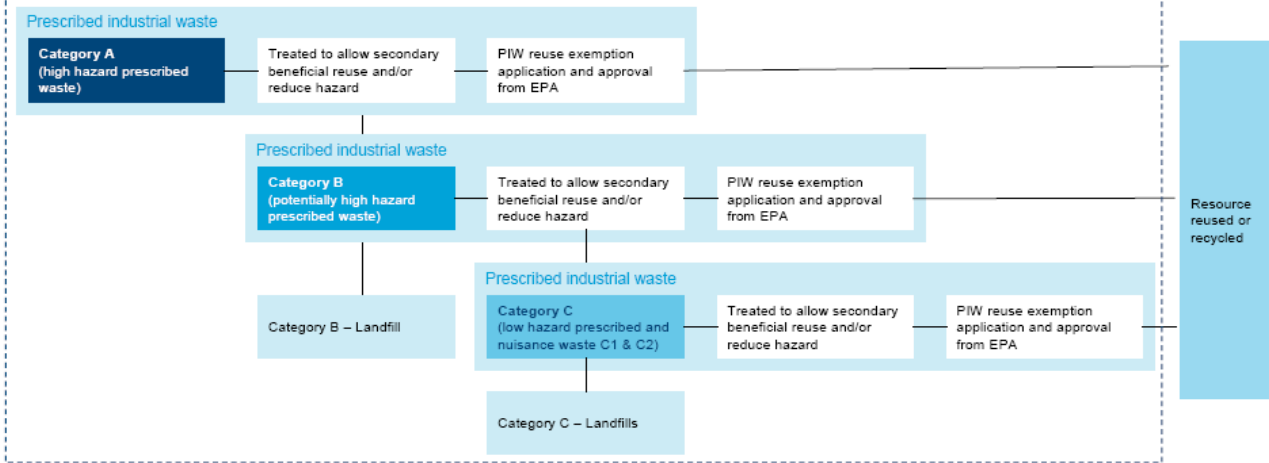 Prescribed industrial waste
Category A
(high hazard prescribed
waste)
Treated to allow secondary
beneficial reuse and/or
reduce hazard
PIW reuse exemption
application and approval
from EPA
Prescribed industrial waste
Category B
(potentially high hazard
prescribed waste)
Treated to allow secondary
beneficial reuse and/or
reduce hazard
PIW reuse exemption
application and approval
from EPA
Resource
reused or
recycled
Prescribed industrial waste
Category B – Landfill
Category C
(low hazard prescribed and
nuisance waste C1 & C2)
Treated to allow secondary
beneficial reuse and/or
reduce hazard
PIW reuse exemption
application and approval
from EPA
Category C – Landfills